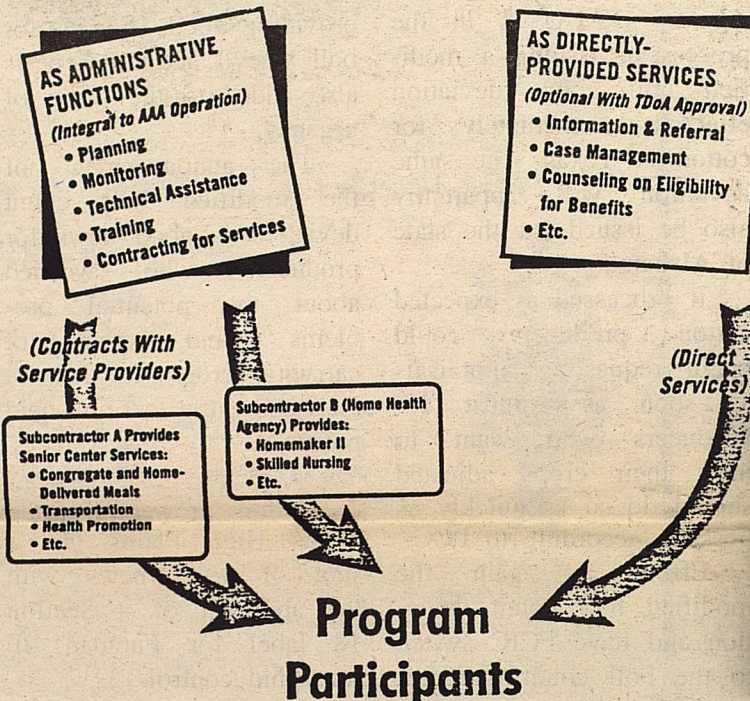 AS ADMINISTRATIVE
FUNCTIONS
(Integral to AAA Operation)
• Planning
• Monitoring
• Technical Assistance
• Training
• Contracting for Services
AS DIRECTLY-
PROVIDED SERVICES
(Optional With TDoA Approval)
• Information & Referral
• Case Management
• Counseling on Eligibility
for Benefits
• Etc.
(Contracts With
Service Providers)
(Direct
Services)
Subcontractor A Provides
Senior Center Services:
• Congregate and Home-
Delivered Meals
• Transportation
• Health Promotion
• Etc.
Subcontractor B (Home Health
Agency) Provides:
• Homemaker II
• Skilled Nursing
• Etc.
Program
Participants